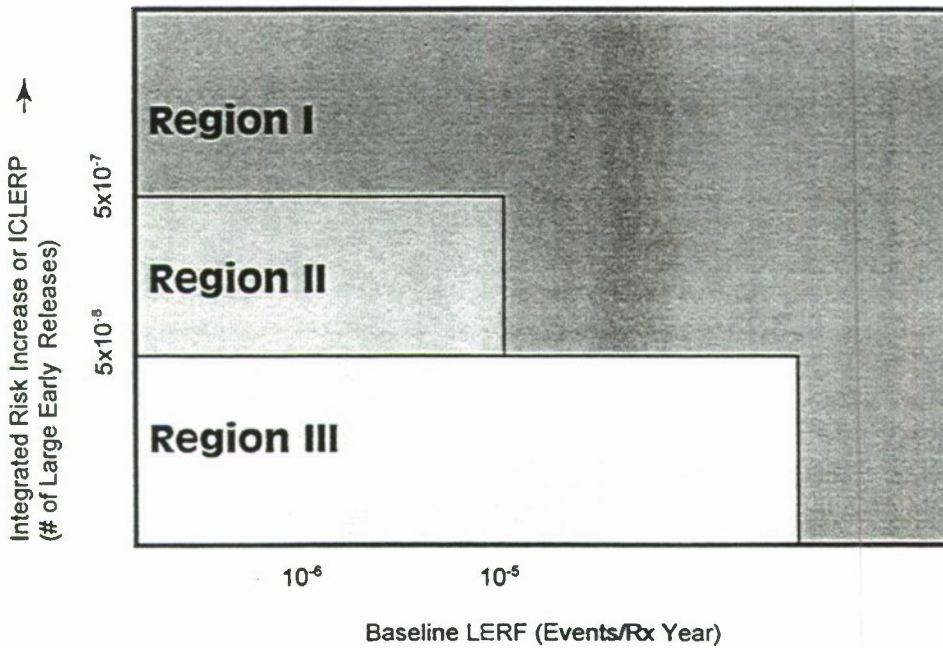 Integrated Risk Increase or ICLERP
(# of Large Early Releases)
5x10⁻⁷
5x10⁻⁸
Region I
Region II
Region III
10⁻⁶
10⁻⁵
Baseline LERF (Events/Rx Year)